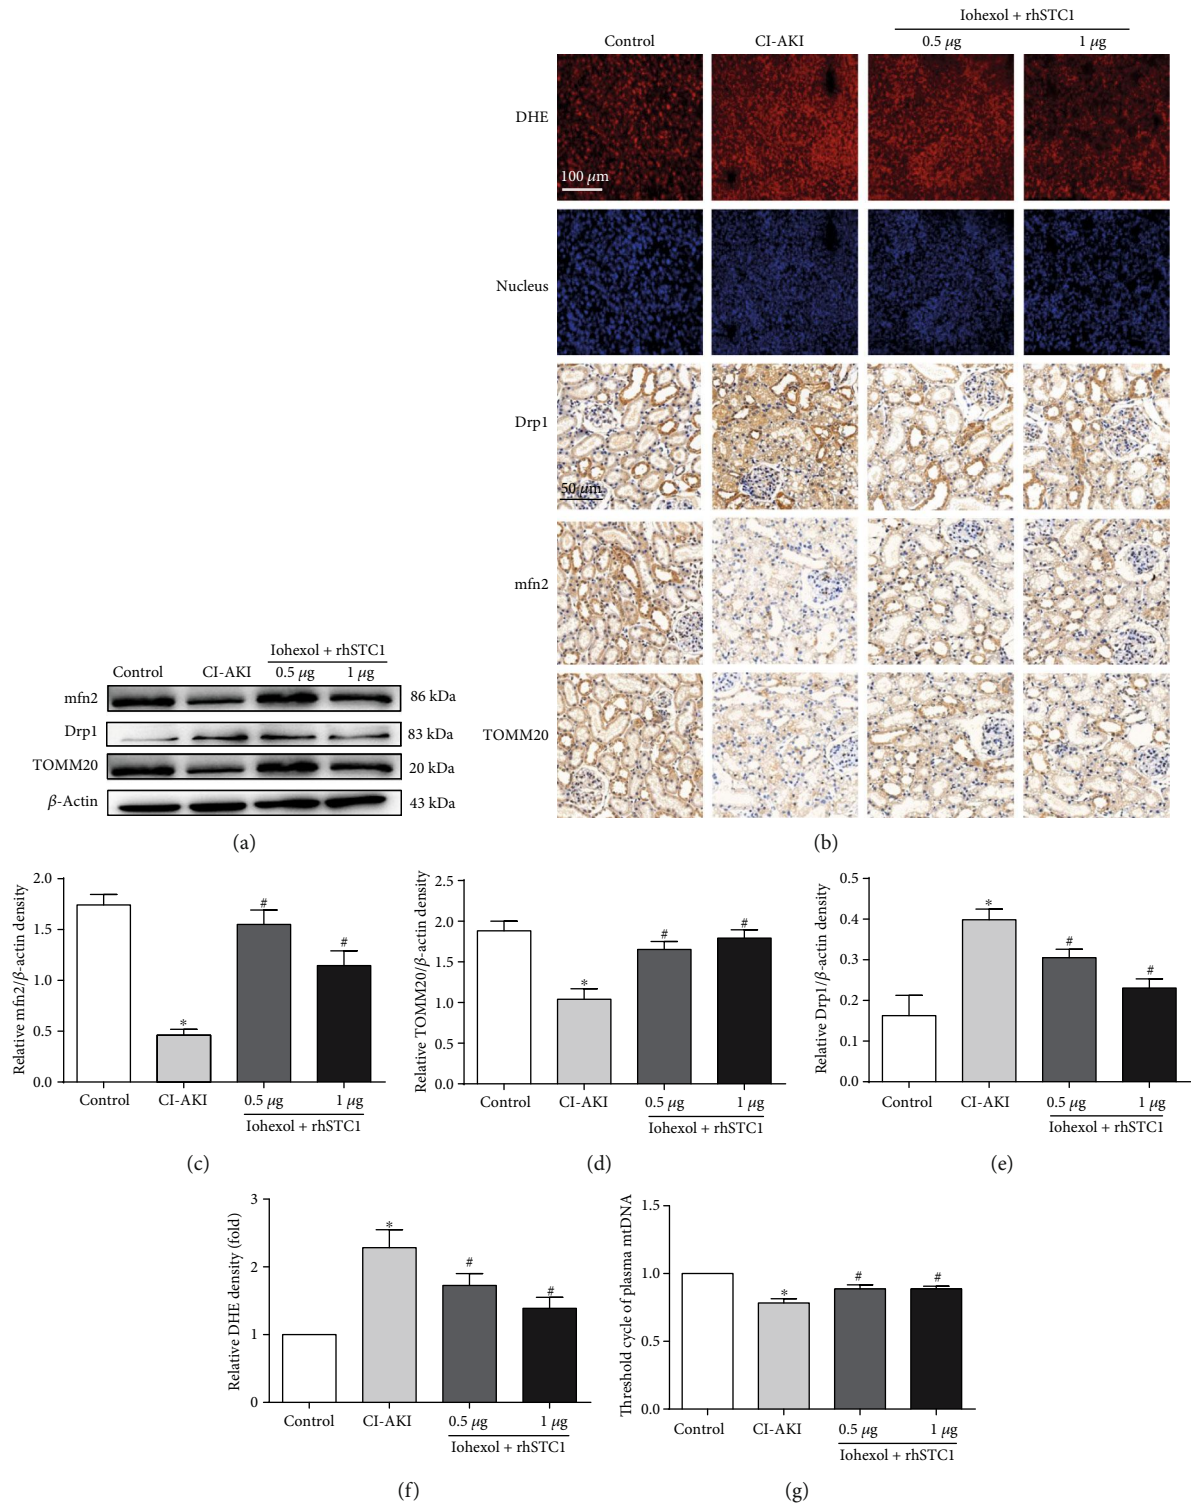 Iohexol + rhSTC1
Control CI-AKI 0.5 μg 1 μg
DHE
100 μm
Nucleus
Drp1
50 μm
mfn2
TOMM20
(b)
Iohexol + rhSTC1
Control CI-AKI 0.5 μg 1 μg
mfn2 86 kDa
Drp1 83 kDa
TOMM20 20 kDa
β-Actin 43 kDa
(a)
Relative mfn2/β-actin density
2.0
1.5
1.0
0.5
0.0
* # #
Control CI-AKI 0.5 μg 1 μg
Iohexol + rhSTC1
(c)
Relative TOMM20/β-actin density
2.5
2.0
1.5
1.0
0.5
0.0
* # #
Control CI-AKI 0.5 μg 1 μg
Iohexol + rhSTC1
(d)
Relative Drp1/β-actin density
0.5
0.4
0.3
0.2
0.1
0.0
* # #
Control CI-AKI 0.5 μg 1 μg
Iohexol + rhSTC1
(e)
Relative DHE density (fold)
3
2
1
0
* # #
Control CI-AKI 0.5 μg 1 μg
Iohexol + rhSTC1
(f)
Threshold cycle of plasma mtDNA
1.5
1.0
0.5
0.0
* # #
Control CI-AKI 0.5 μg 1 μg
Iohexol + rhSTC1
(g)